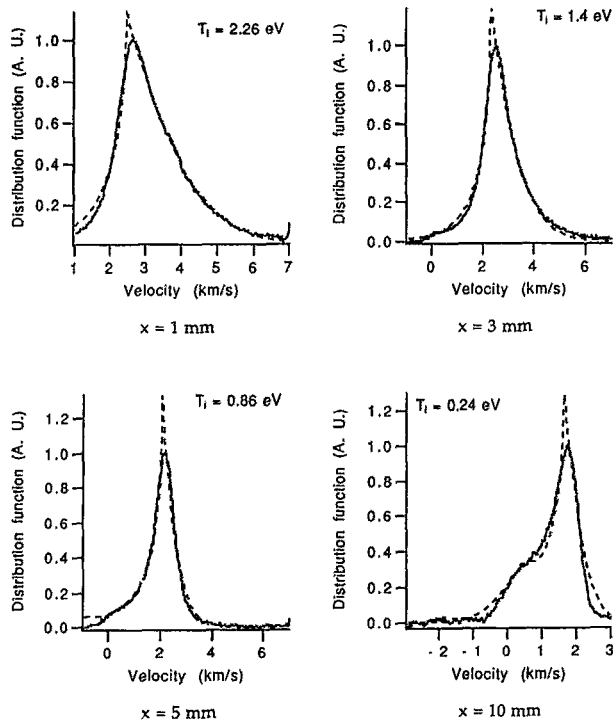 T_i = 2.26 eV
Distribution function (A. U.)
1.0
0.8
0.6
0.4
0.2
1 2 3 4 5 6 7
Velocity (km/s)
x = 1 mm
T_i = 1.4 eV
Distribution function (A. U.)
1.0
0.8
0.6
0.4
0.2
0.0
0 2 4 6
Velocity (km/s)
x = 3 mm
T_i = 0.86 eV
Distribution function (A. U.)
1.2
1.0
0.8
0.6
0.4
0.2
0.0
0 2 4 6
Velocity (km/s)
x = 5 mm
T_i = 0.24 eV
Distribution function (A. U.)
1.2
1.0
0.8
0.6
0.4
0.2
0.0
-2 -1 0 1 2 3
Velocity (km/s)
x = 10 mm